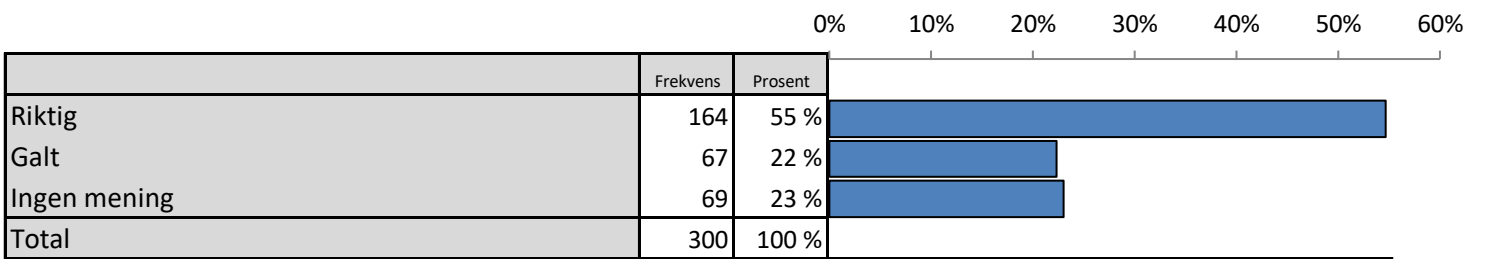 0% 10% 20% 30% 40% 50% 60%
Frekvens Prosent
Riktig 164 55 %
Galt 67 22 %
Ingen mening 69 23 %
Total 300 100 %